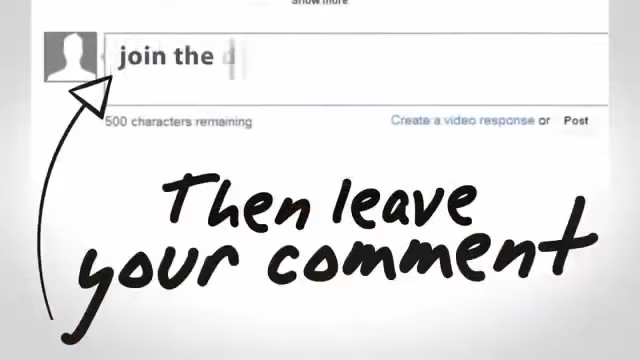 Show more
join the d
500 characters remaining
Create a video response or Post
Then leave
your comment